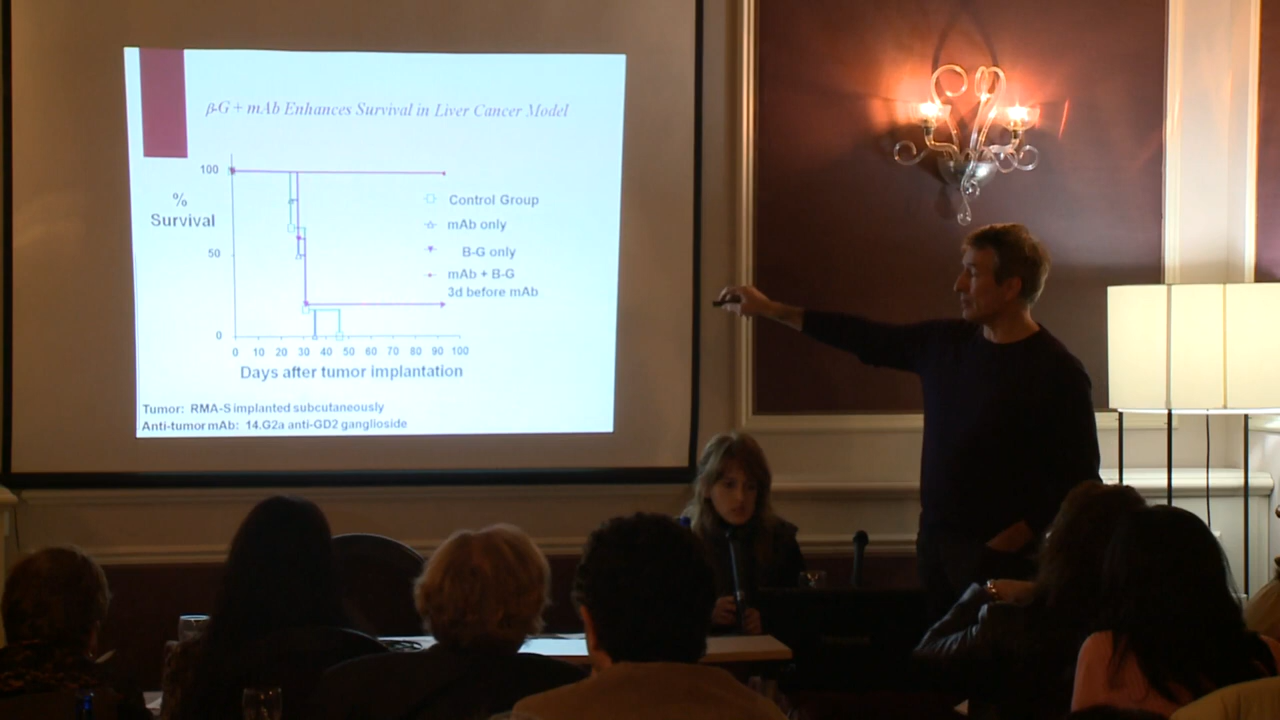 β-G + mAb Enhances Survival in Liver Cancer Model
100
%
Survival
50
0
Control Group
mAb only
B-G only
mAb + B-G
3d before mAb
0 10 20 30 40 50 60 70 80 90 100
Days after tumor implantation
Tumor: RMA-S implanted subcutaneously
Anti-tumor mAb: 14.G2a anti-GD2 ganglioside